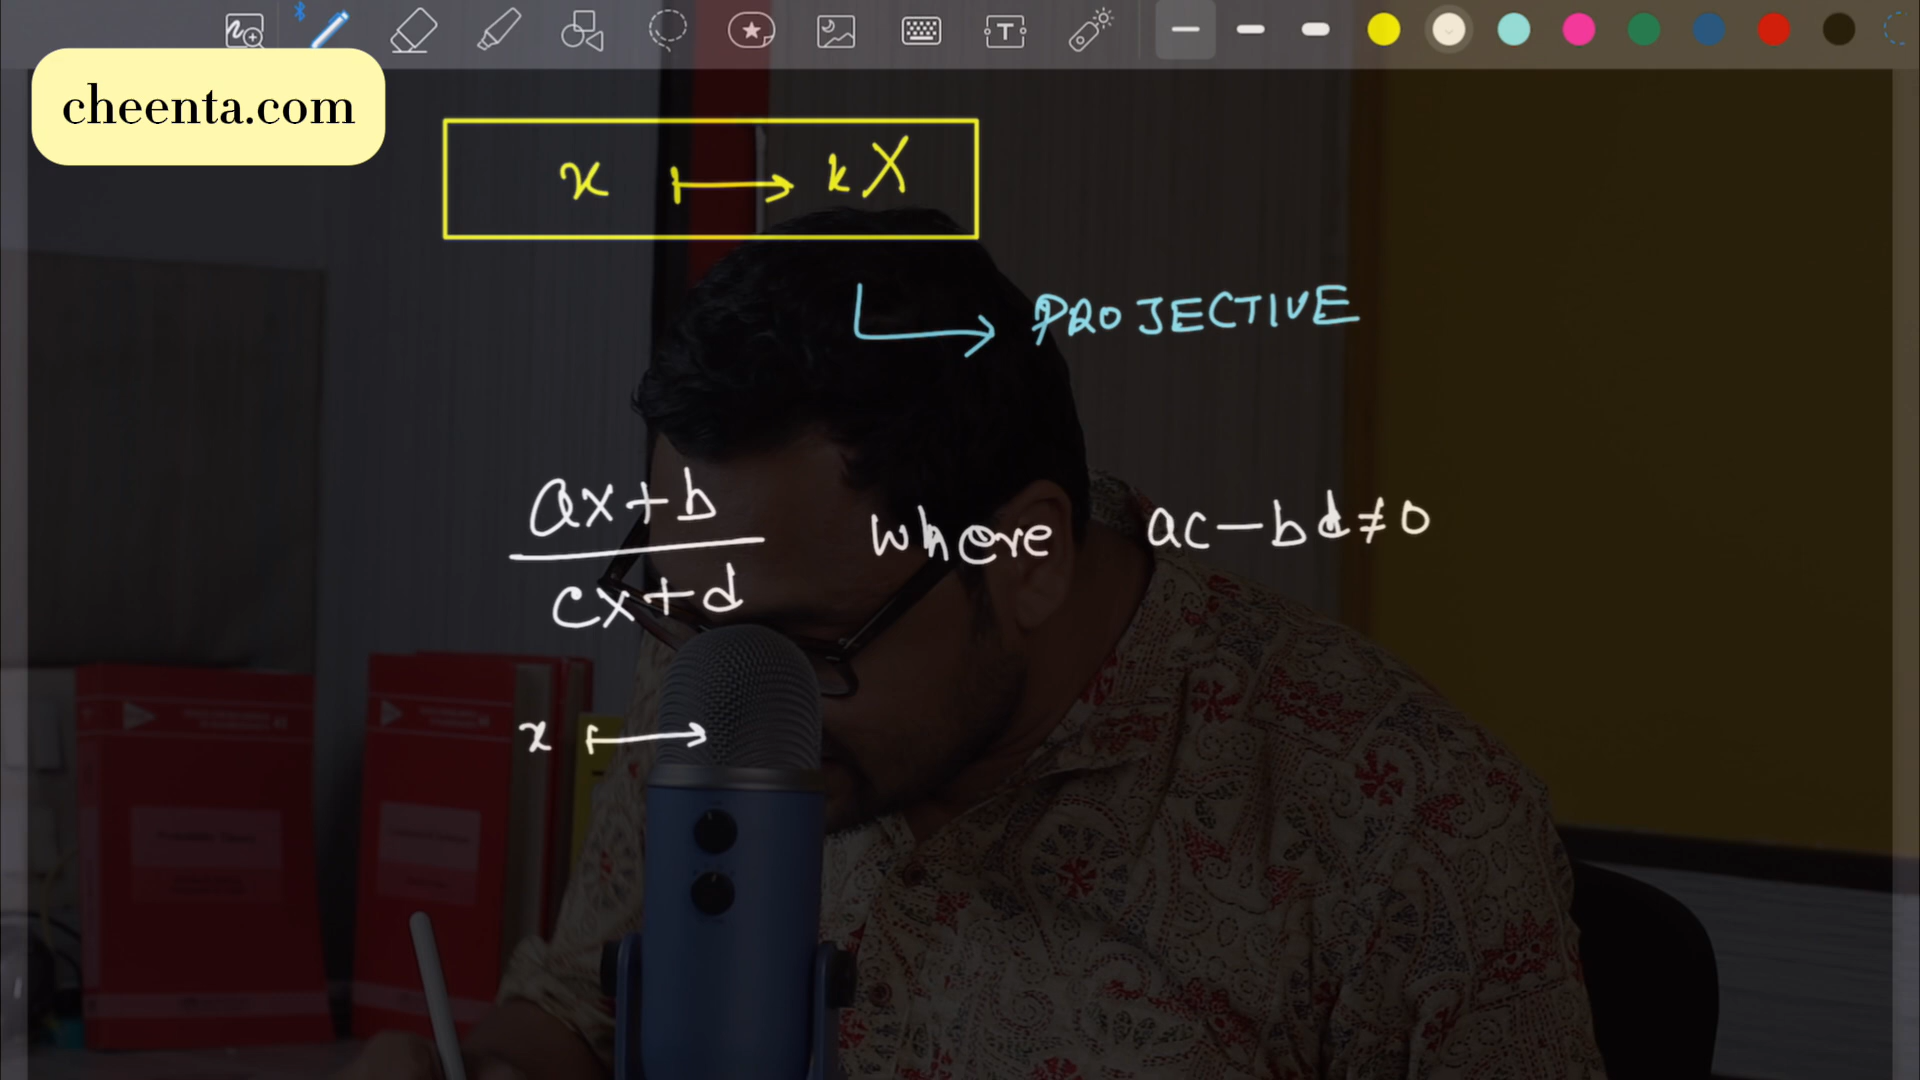 cheenta.com
x ↦ kX
PROJECTIVE
ax+b
cx+d
where ac-bd≠0
x ↦